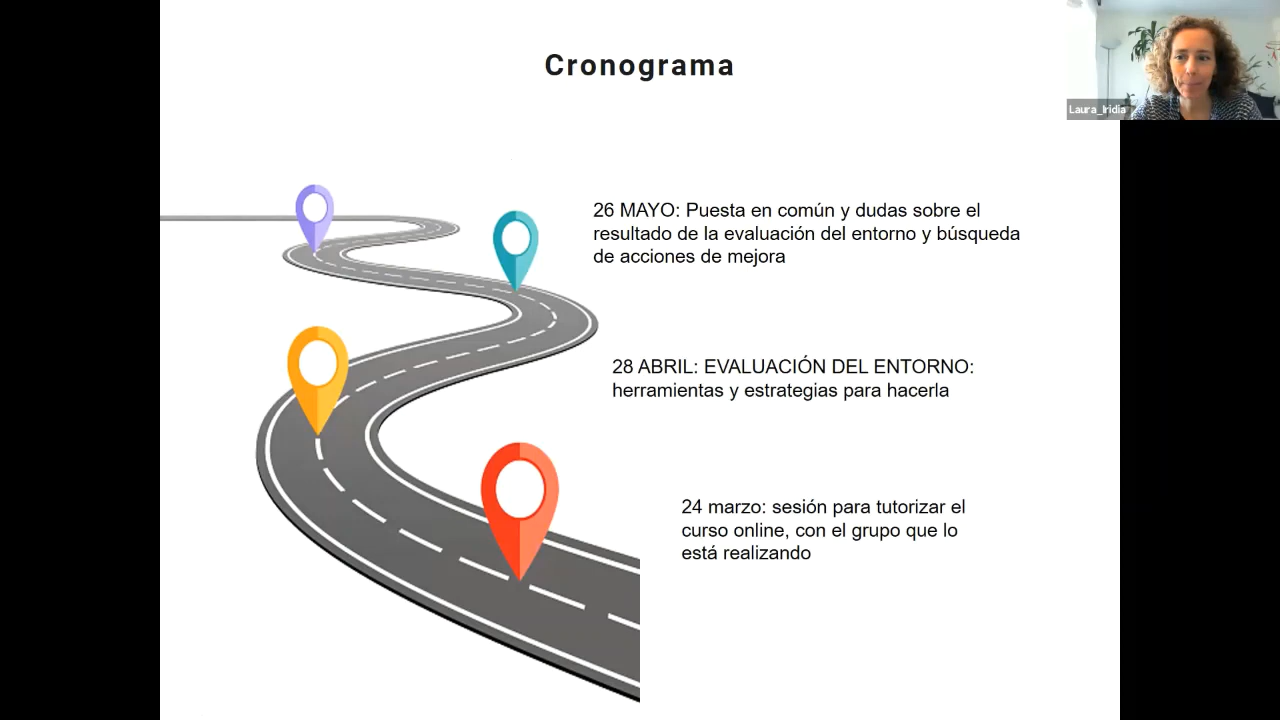 Cronograma
Laura_Iridia
26 MAYO: Puesta en común y dudas sobre el
resultado de la evaluación del entorno y búsqueda
de acciones de mejora
28 ABRIL: EVALUACIÓN DEL ENTORNO:
herramientas y estrategias para hacerla
24 marzo: sesión para tutorizar el
curso online, con el grupo que lo
está realizando